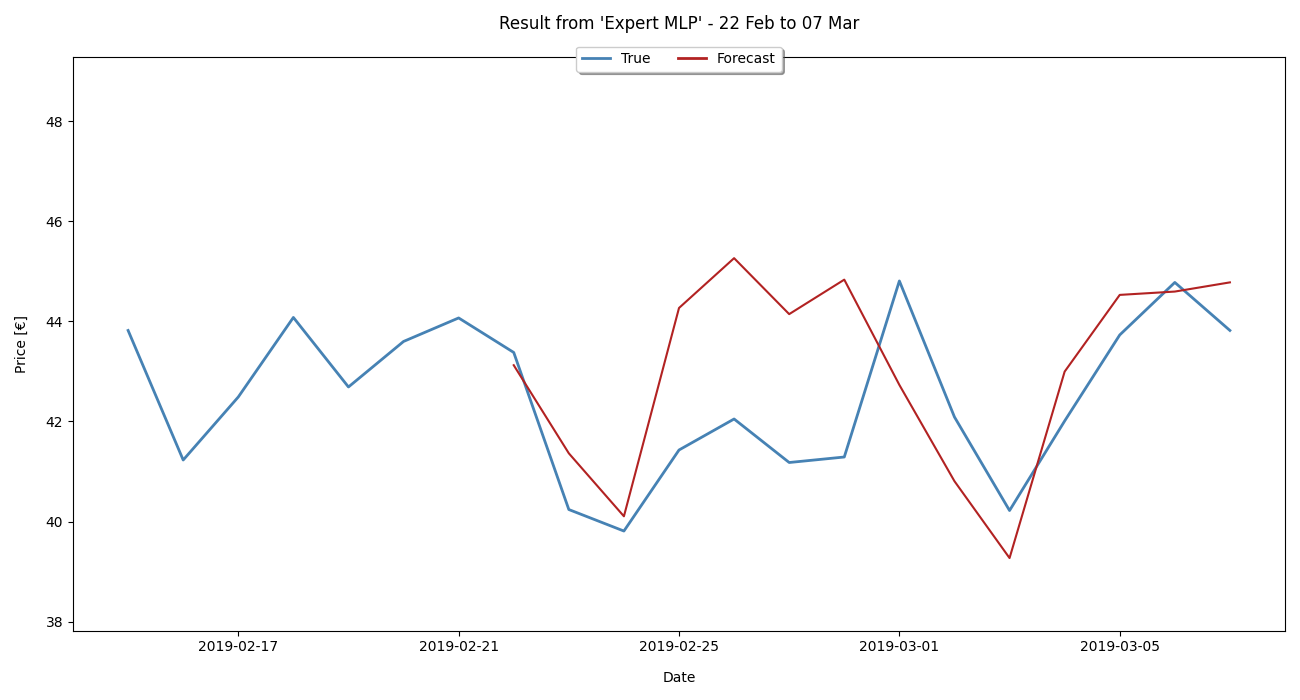 Result from 'Expert MLP' - 22 Feb to 07 Mar
True Forecast
Price [€]
48
46
44
42
40
38
2019-02-17 2019-02-21 2019-02-25 2019-03-01 2019-03-05
Date